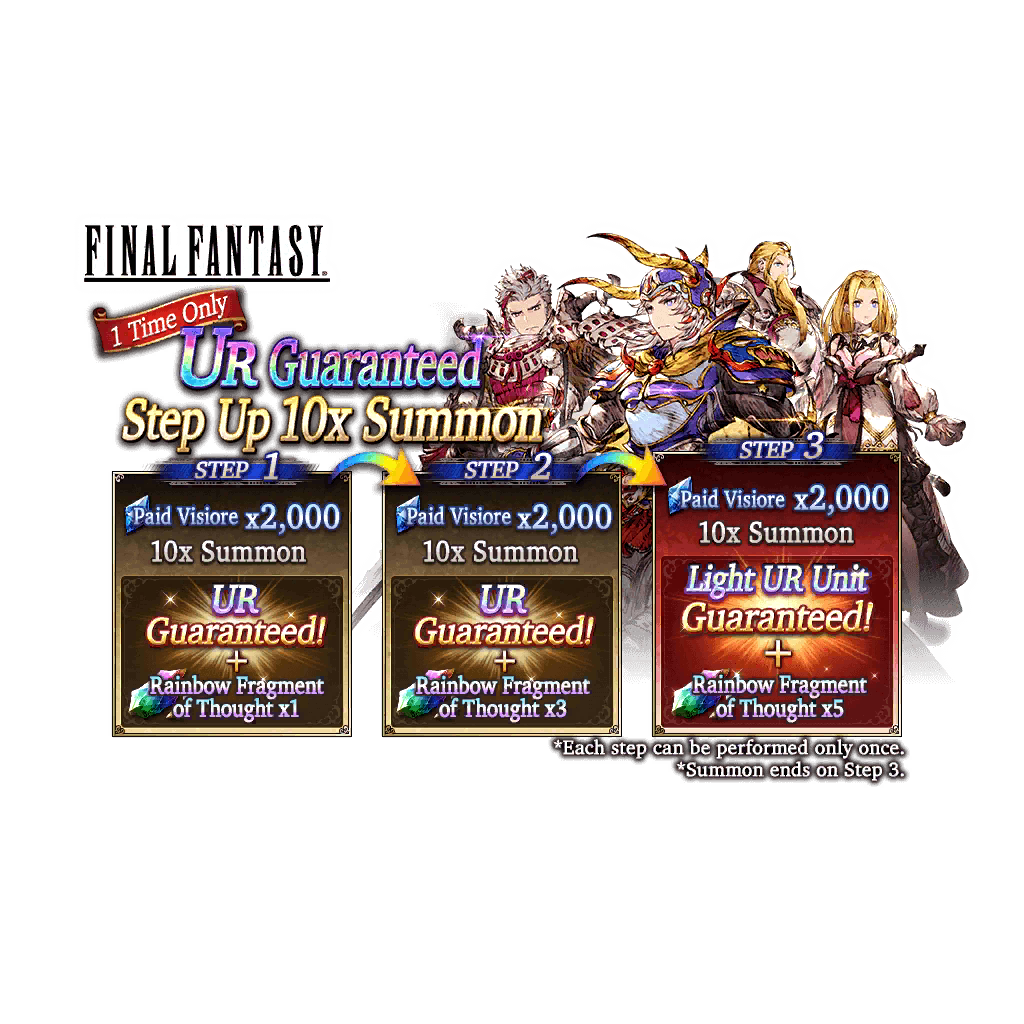 FINAL FANTASY®
1 Time Only
UR Guaranteed
Step Up 10x Summon
STEP 1
Paid Visiore x2,000
10x Summon
UR
Guaranteed!
+
Rainbow Fragment
of Thought x1
STEP 2
Paid Visiore x2,000
10x Summon
UR
Guaranteed!
+
Rainbow Fragment
of Thought x3
STEP 3
Paid Visiore x2,000
10x Summon
Light UR Unit
Guaranteed!
+
Rainbow Fragment
of Thought x5
*Each step can be performed only once.
*Summon ends on Step 3.